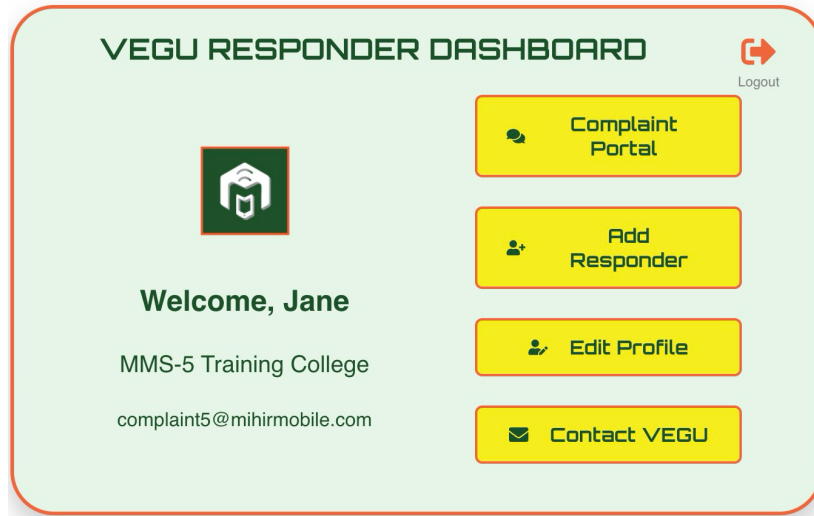 VEGU RESPONDER DASHBOARD
Logout
Welcome, Jane
MMS-5 Training College
complaint5@mihirmobile.com
Complaint
Portal
Add
Responder
Edit Profile
Contact VEGU